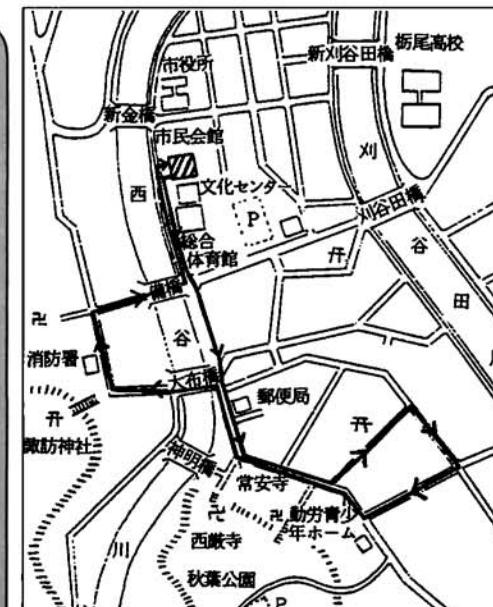 栃尾高校
市役所
新刈谷田橋
新金橋
市民会館
刈
西
文化センター
P
刈谷田橋
総合
体育館
谷
田
谷
消防署
大布橋
郵便局
諏訪神社
神明橋
常安寺
勤労青少
年ホーム
西厳寺
川
秋葉公園
P